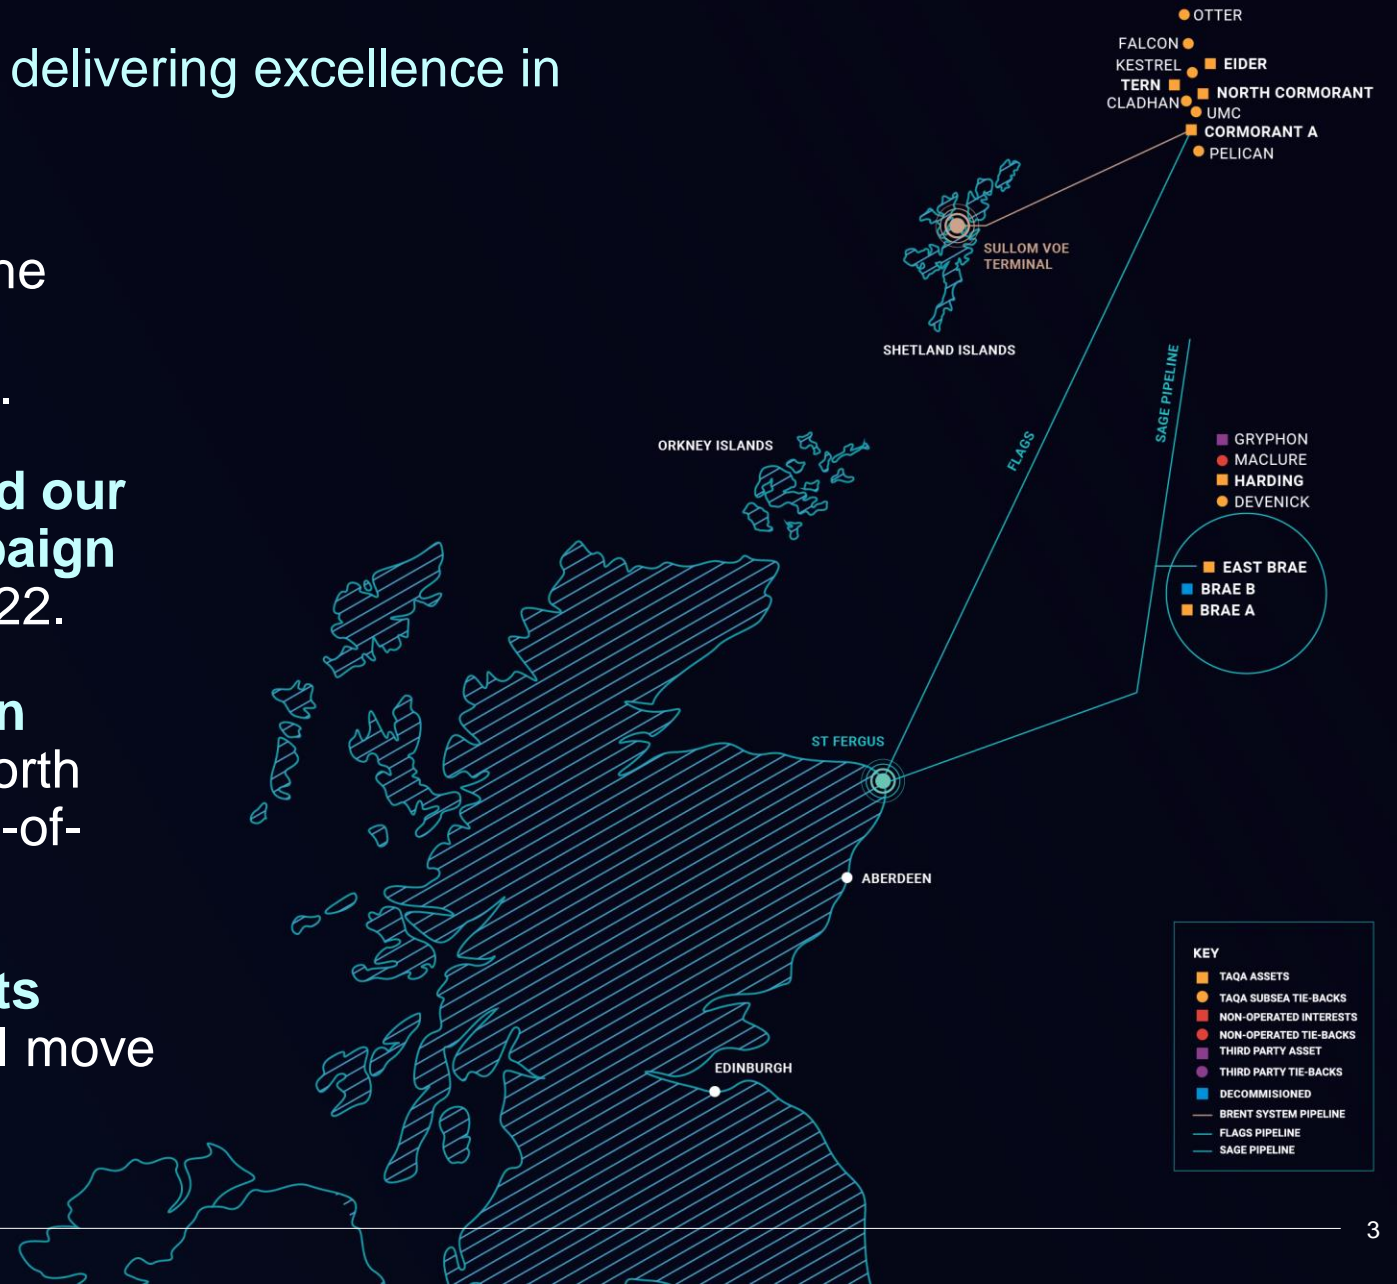 delivering excellence in
ne
.
d our
paign
22.
n
orth
-of-
ts
l move
OTTER
FALCON
KESTREL
EIDER
TERN
NORTH CORMORANT
CLADHAN
UMC
CORMORANT A
PELICAN
SULLOM VOE
TERMINAL
SHETLAND ISLANDS
SAGE PIPELINE
FLAGS
ORKNEY ISLANDS
GRYPHON
MACLURE
HARDING
DEVENICK
EAST BRAE
BRAE B
BRAE A
ST FERGUS
ABERDEEN
EDINBURGH
KEY
TAQA ASSETS
TAQA SUBSEA TIE-BACKS
NON-OPERATED INTERESTS
NON-OPERATED TIE-BACKS
THIRD PARTY ASSET
THIRD PARTY TIE-BACKS
DECOMMISIONED
BRENT SYSTEM PIPELINE
FLAGS PIPELINE
SAGE PIPELINE
3